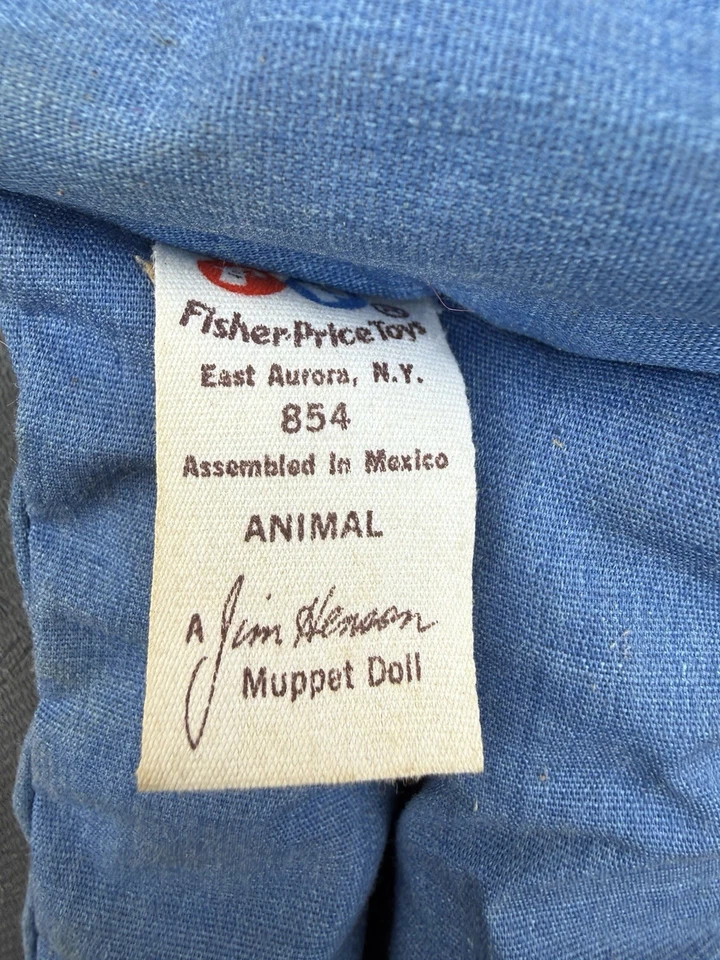 Fisher-Price Toys
East Aurora, N.Y.
854
Assembled in Mexico
ANIMAL
A Jim Henson
Muppet Doll